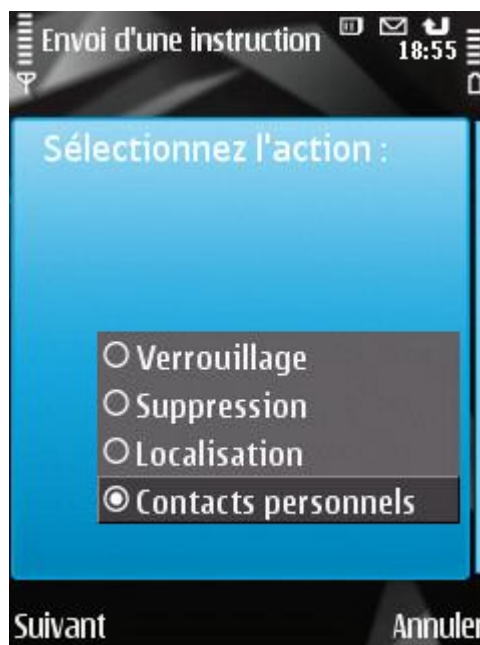 Envoi d'une instruction
18:55
Sélectionnez l'action :
Verrouillage
Suppression
Localisation
Contacts personnels
Suivant
Annuler